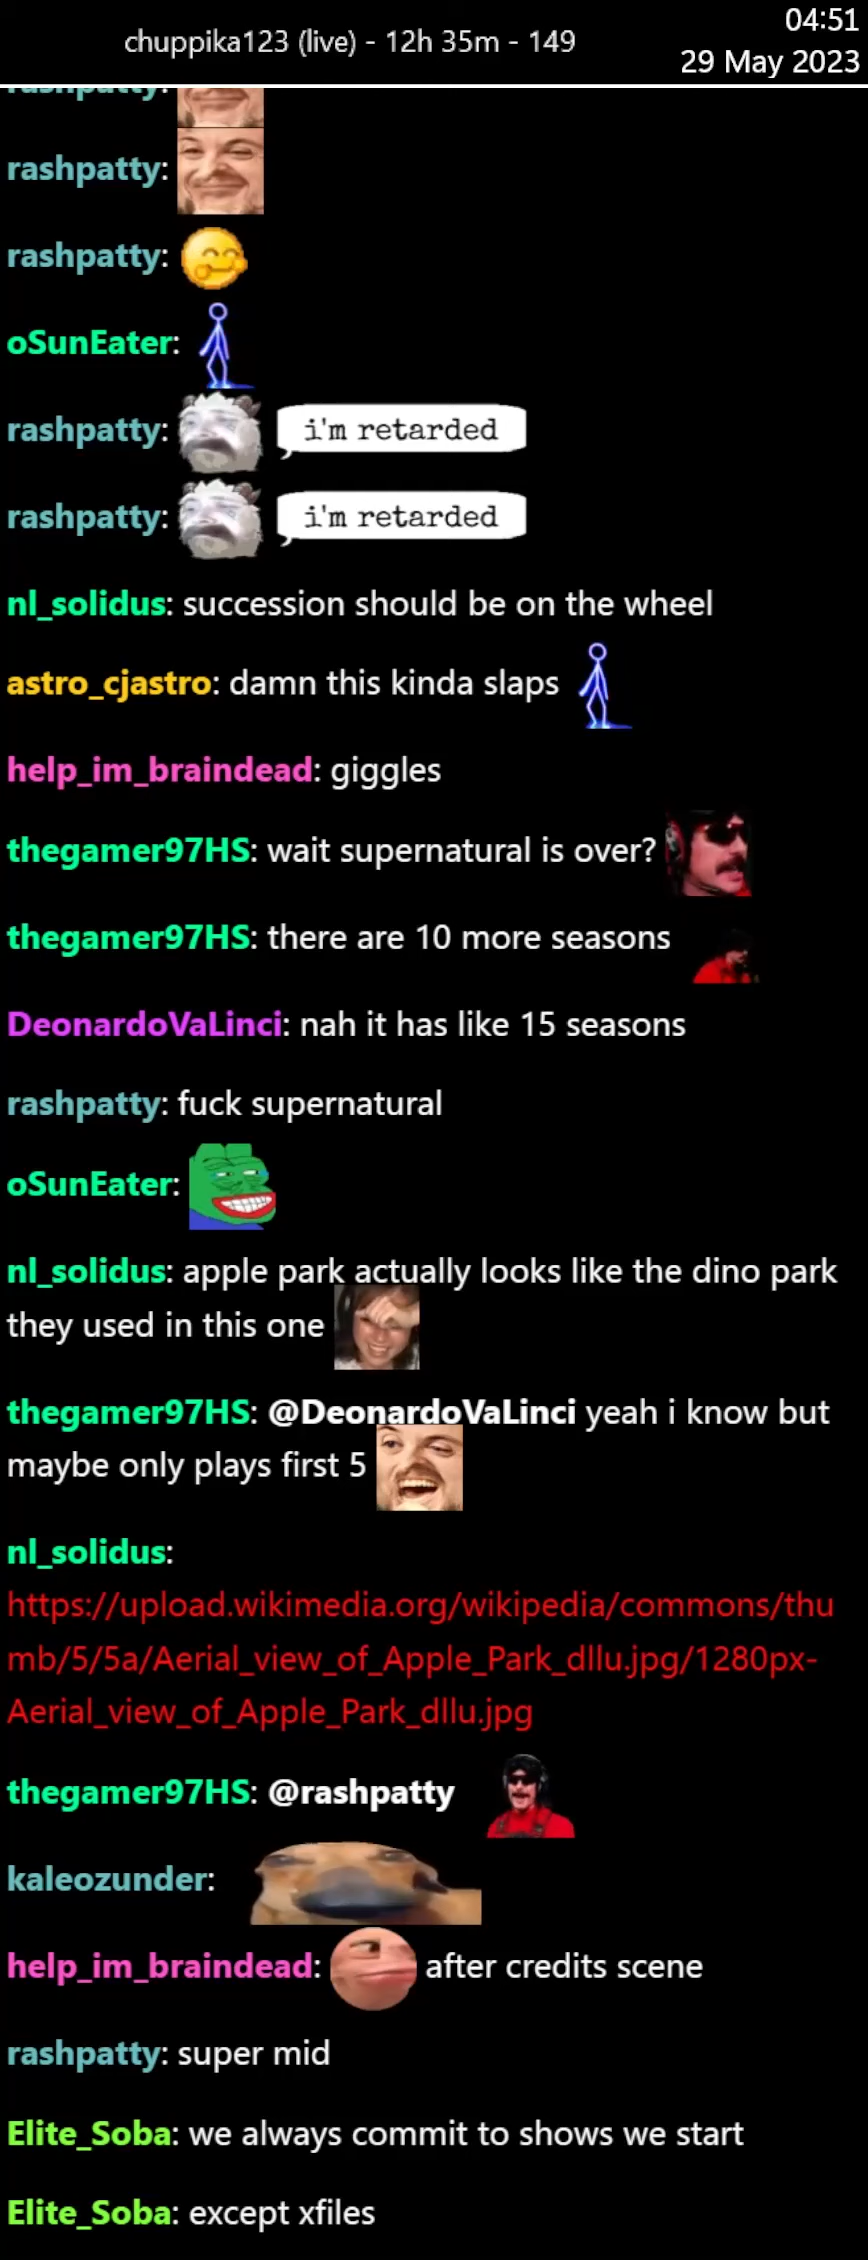 chuppika123 (live) - 12h 35m - 149
04:51
29 May 2023
rashpatty:
rashpatty:
rashpatty:
oSunEater:
rashpatty: i'm retarded
rashpatty: i'm retarded
nl_solidus: succession should be on the wheel
astro_cjastro: damn this kinda slaps
help_im_braindead: giggles
thegamer97HS: wait supernatural is over?
thegamer97HS: there are 10 more seasons
DeonardoVaLinci: nah it has like 15 seasons
rashpatty: fuck supernatural
oSunEater:
nl_solidus: apple park actually looks like the dino park
they used in this one
thegamer97HS: @DeonardoVaLinci yeah i know but
maybe only plays first 5
nl_solidus:
https://upload.wikimedia.org/wikipedia/commons/thu
mb/5/5a/Aerial_view_of_Apple_Park_dllu.jpg/1280px-
Aerial_view_of_Apple_Park_dllu.jpg
thegamer97HS: @rashpatty
kaleozunder:
help_im_braindead: after credits scene
rashpatty: super mid
Elite_Soba: we always commit to shows we start
Elite_Soba: except xfiles